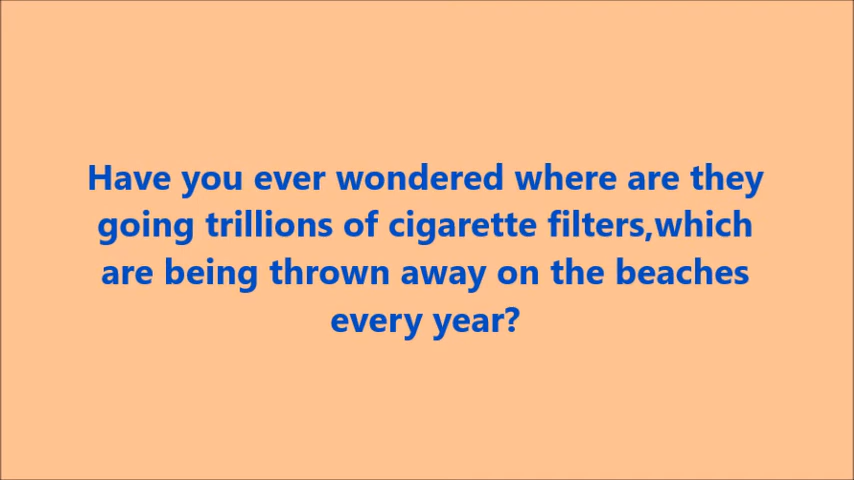 Have you ever wondered where are they
going trillions of cigarette filters,which
are being thrown away on the beaches
every year?